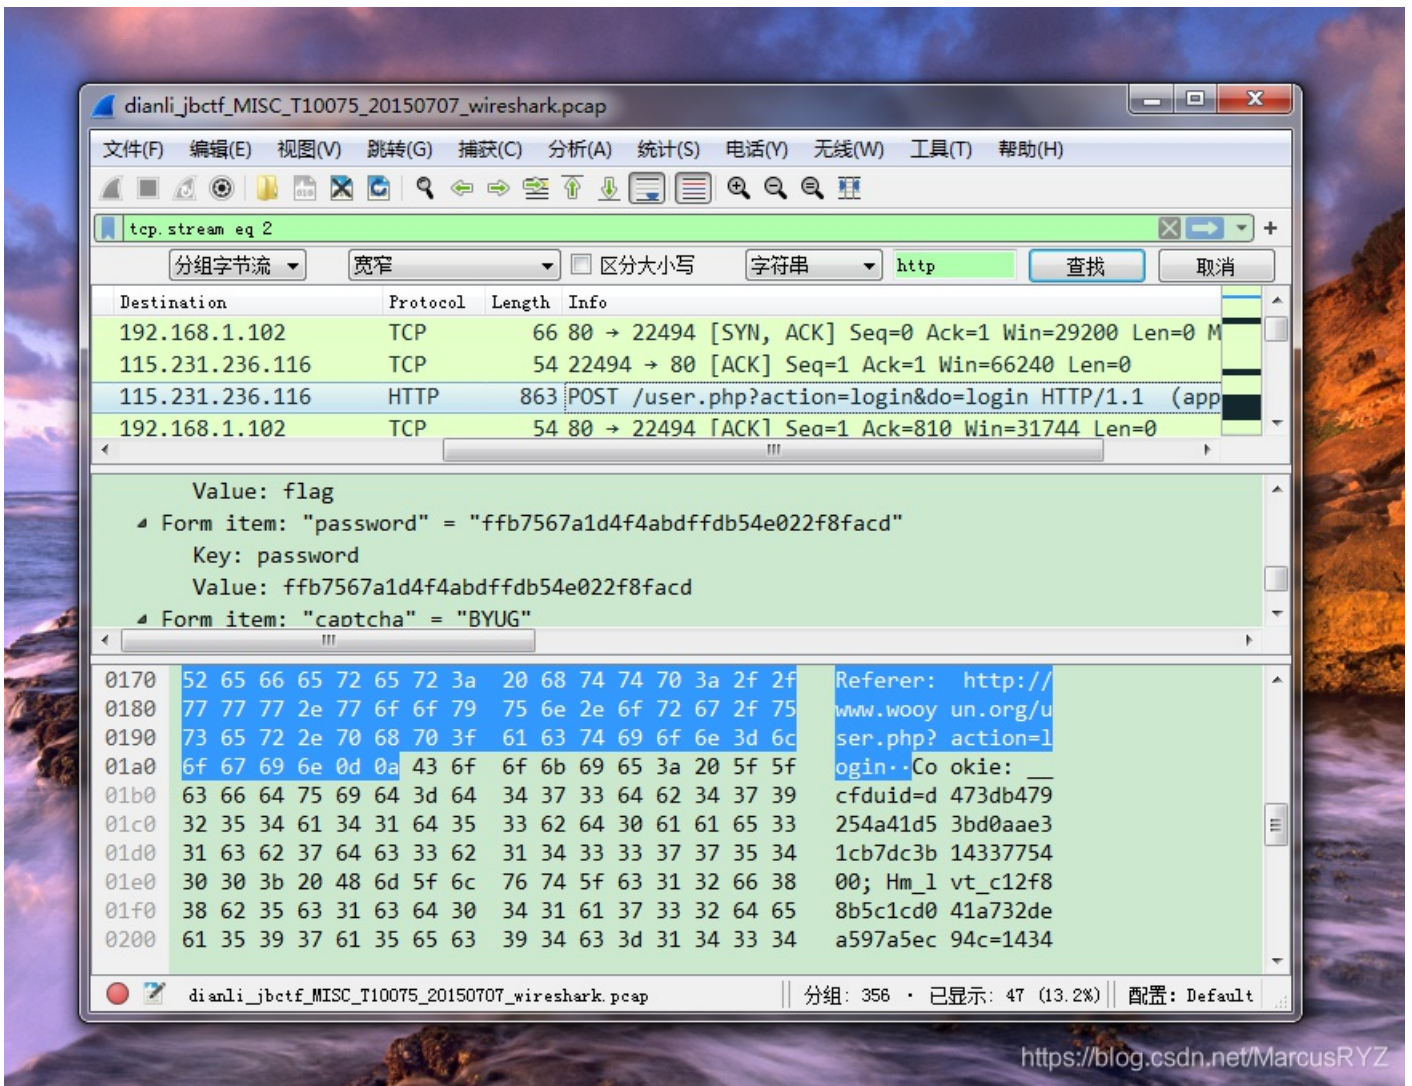 dianli_jbctf_MISC_T10075_20150707_wireshark.pcap
文件(F) 编辑(E) 视图(V) 跳转(G) 捕获(C) 分析(A) 统计(S) 电话(Y) 无线(W) 工具(T) 帮助(H)
tcp.stream eq 2
分组字节流 宽窄 区分大小写 字符串 http 查找 取消
Destination Protocol Length Info
192.168.1.102 TCP 66 80 → 22494 [SYN, ACK] Seq=0 Ack=1 Win=29200 Len=0 M
115.231.236.116 TCP 54 22494 → 80 [ACK] Seq=1 Ack=1 Win=66240 Len=0
115.231.236.116 HTTP 863 POST /user.php?action=login&do=login HTTP/1.1 (app
192.168.1.102 TCP 54 80 → 22494 [ACK] Seq=1 Ack=810 Win=31744 Len=0
Value: flag
Form item: "password" = "ffb7567a1d4f4abdffdb54e022f8facd"
Key: password
Value: ffb7567a1d4f4abdffdb54e022f8facd
Form item: "captcha" = "BYUG"
0170 52 65 66 65 72 65 72 3a 20 68 74 74 70 3a 2f 2f Referer: http://
0180 77 77 77 2e 77 6f 6f 79 75 6e 2e 6f 72 67 2f 75 www.wooy un.org/u
0190 73 65 72 2e 70 68 70 3f 61 63 74 69 6f 6e 3d 6c ser.php? action=l
01a0 6f 67 69 6e 0d 0a 43 6f 6f 6b 69 65 3a 20 5f 5f ogin··Co okie: __
01b0 63 66 64 75 69 64 3d 64 34 37 33 64 62 34 37 39 cfduid=d 473db479
01c0 32 35 34 61 34 31 64 35 33 62 64 30 61 61 65 33 254a41d5 3bd0aae3
01d0 31 63 62 37 64 63 33 62 31 34 33 33 37 37 35 34 1cb7dc3b 14337754
01e0 30 30 3b 20 48 6d 5f 6c 76 74 5f 63 31 32 66 38 00; Hm_l vt_c12f8
01f0 38 62 35 63 31 63 64 30 34 31 61 37 33 32 64 65 8b5c1cd0 41a732de
0200 61 35 39 37 61 35 65 63 39 34 63 3d 31 34 33 34 a597a5ec 94c=1434
dianli_jbctf_MISC_T10075_20150707_wireshark.pcap 分组: 356 · 已显示: 47 (13.2%) 配置: Default
https://blog.csdn.net/MarcusRYZ